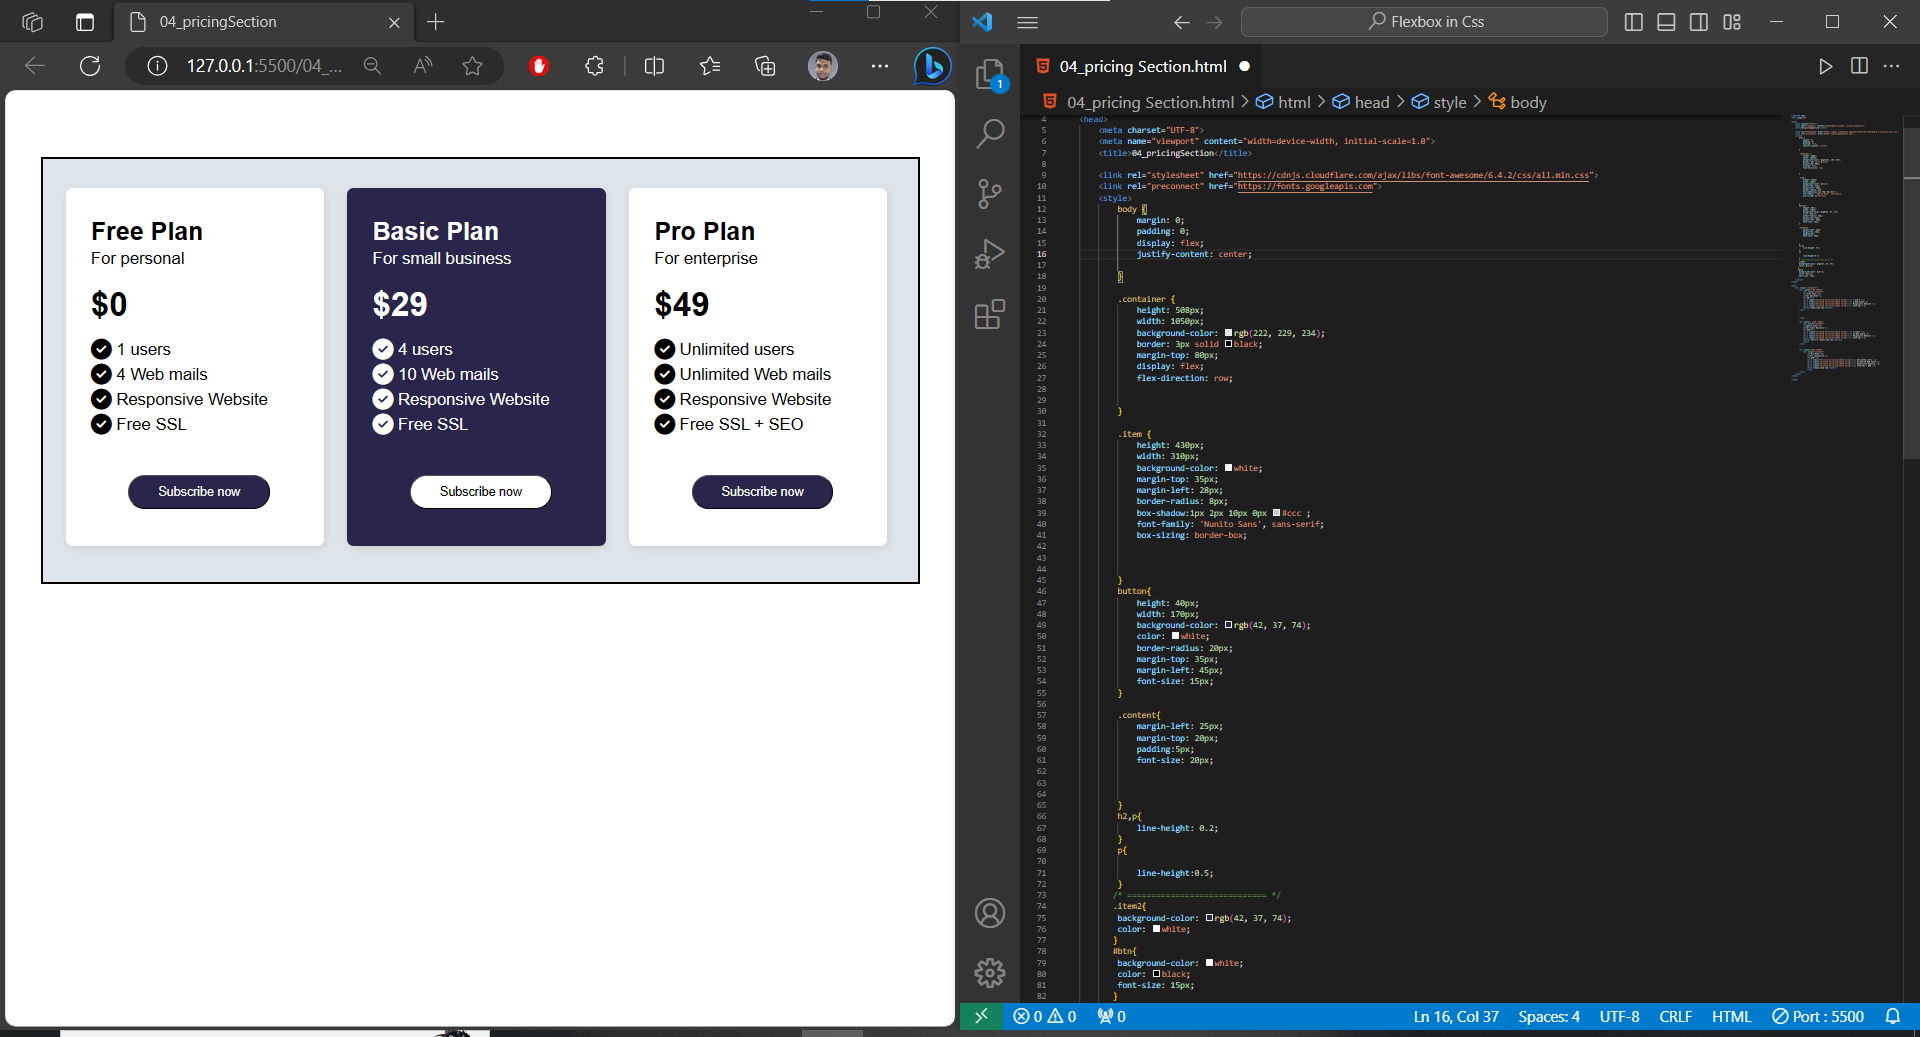 04_pricingSection
127.0.0.1:5500/04_...
Free Plan
For personal
$0
1 users
4 Web mails
Responsive Website
Free SSL
Subscribe now
Basic Plan
For small business
$29
4 users
10 Web mails
Responsive Website
Free SSL
Subscribe now
Pro Plan
For enterprise
$49
Unlimited users
Unlimited Web mails
Responsive Website
Free SSL + SEO
Subscribe now
Flexbox in Css
1
04_pricing Section.html
04_pricing Section.html > html > head > style > body
4 <head>
5 <meta charset="UTF-8">
6 <meta name="viewport" content="width=device-width, initial-scale=1.0">
7 <title>04_pricingSection</title>
8
9 <link rel="stylesheet" href="https://cdnjs.cloudflare.com/ajax/libs/font-awesome/6.4.2/css/all.min.css">
10 <link rel="preconnect" href="https://fonts.googleapis.com">
11 <style>
12 body {
13 margin: 0;
14 padding: 0;
15 display: flex;
16 justify-content: center;
17
18 }
19
20 .container {
21 height: 508px;
22 width: 1050px;
23 background-color: rgb(222, 229, 234);
24 border: 3px solid black;
25 margin-top: 80px;
26 display: flex;
27 flex-direction: row;
28
29
30 }
31
32 .item {
33 height: 430px;
34 width: 310px;
35 background-color: white;
36 margin-top: 35px;
37 margin-left: 28px;
38 border-radius: 8px;
39 box-shadow:1px 2px 10px 0px #ccc ;
40 font-family: 'Nunito Sans', sans-serif;
41 box-sizing: border-box;
42
43
44
45 }
46 button{
47 height: 40px;
48 width: 170px;
49 background-color: rgb(42, 37, 74);
50 color: white;
51 border-radius: 20px;
52 margin-top: 35px;
53 margin-left: 45px;
54 font-size: 15px;
55 }
56
57 .content{
58 margin-left: 25px;
59 margin-top: 20px;
60 padding:5px;
61 font-size: 20px;
62
63
64
65 }
66 h2,p{
67 line-height: 0.2;
68 }
69 p{
70
71 line-height:0.5;
72 }
73 /* ============================= */
74 .item2{
75 background-color: rgb(42, 37, 74);
76 color: white;
77 }
78 #btn{
79 background-color: white;
80 color: black;
81 font-size: 15px;
82 }
0 0 0 Ln 16, Col 37 Spaces: 4 UTF-8 CRLF HTML Port : 5500